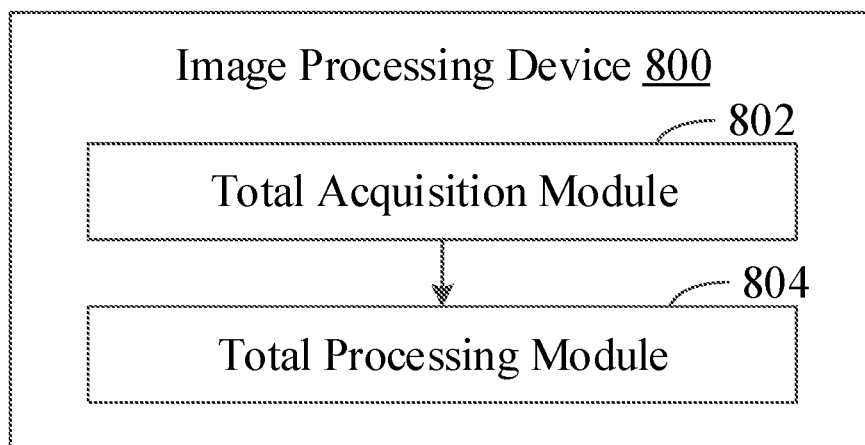 Image Processing Device 800
802
Total Acquisition Module
804
Total Processing Module